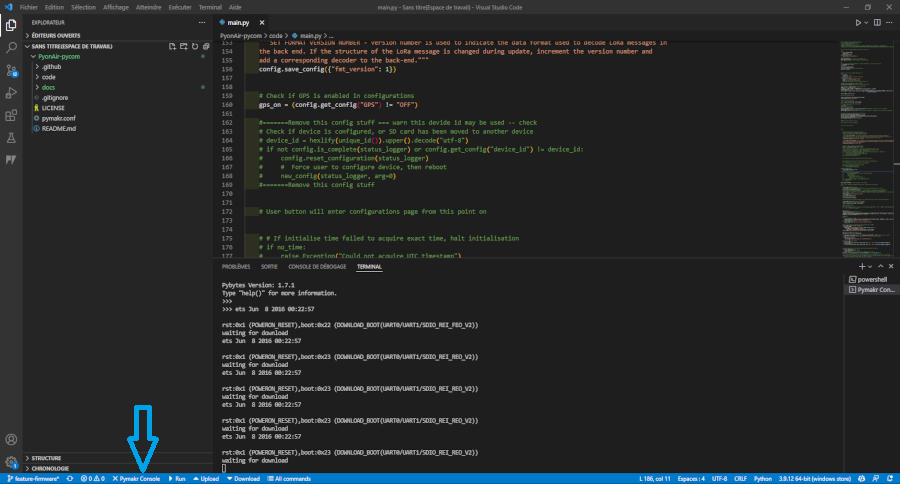 Fichier Edition Sélection Affichage Atteindre Exécuter Terminal Aide
main.py - Sans titre(Espace de travail) - Visual Studio Code
EXPLORATEUR
ÉDITEURS OUVERTS
SANS TITRE(ESPACE DE TRAVAIL)
PyonAir-pycom
.github
code
docs
.gitignore
LICENSE
pymakr.conf
README.md
STRUCTURE
CHRONOLOGIE
main.py
PyonAir-pycom > code > main.py > ...
153 SET FORMAT VERSION NUMBER - version number is used to indicate the data format used to decode LoRa messages in
154 the back end. If the structure of the LoRa message is changed during update, increment the version number and
155 add a corresponding decoder to the back-end."""
156 config.save_config({"fmt_version": 1})
157
158
159 # Check if GPS is enabled in configurations
160 gps_on = (config.get_config("GPS") != "OFF")
161
162 #=======Remove this config stuff === warn this devide id may be used -- check
163 # Check if device is configured, or SD card has been moved to another device
164 # device_id = hexlify(unique_id()).upper().decode("utf-8")
165 # if not config.is_complete(status_logger) or config.get_config("device_id") != device_id:
166 # config.reset_configuration(status_logger)
167 # # Force user to configure device, then reboot
168 # new_config(status_logger, arg=0)
169 #=======Remove this config stuff
170
171
172 # User button will enter configurations page from this point on
173
174
175 # # If initialise time failed to acquire exact time, halt initialisation
176 # if no_time:
177 # raise Exception("Could not acquire UTC timestamp")
PROBLÈMES SORTIE CONSOLE DE DÉBOGAGE TERMINAL
powershell
Pymakr Con...
Pybytes Version: 1.7.1
Type "help()" for more information.
>>>
>>> ets Jun 8 2016 00:22:57
rst:0x1 (POWERON_RESET),boot:0x22 (DOWNLOAD_BOOT(UART0/UART1/SDIO_REI_FEO_V2))
waiting for download
ets Jun 8 2016 00:22:57
rst:0x1 (POWERON_RESET),boot:0x23 (DOWNLOAD_BOOT(UART0/UART1/SDIO_REI_REO_V2))
waiting for download
ets Jun 8 2016 00:22:57
rst:0x1 (POWERON_RESET),boot:0x23 (DOWNLOAD_BOOT(UART0/UART1/SDIO_REI_REO_V2))
waiting for download
ets Jun 8 2016 00:22:57
rst:0x1 (POWERON_RESET),boot:0x23 (DOWNLOAD_BOOT(UART0/UART1/SDIO_REI_REO_V2))
waiting for download
ets Jun 8 2016 00:22:57
rst:0x1 (POWERON_RESET),boot:0x23 (DOWNLOAD_BOOT(UART0/UART1/SDIO_REI_REO_V2))
waiting for download
feature-firmware* 0 0 Pymakr Console Run Upload Download All commands L 186, col 11 Espaces : 4 UTF-8 CRLF Python 3.9.12 64-bit (windows store)